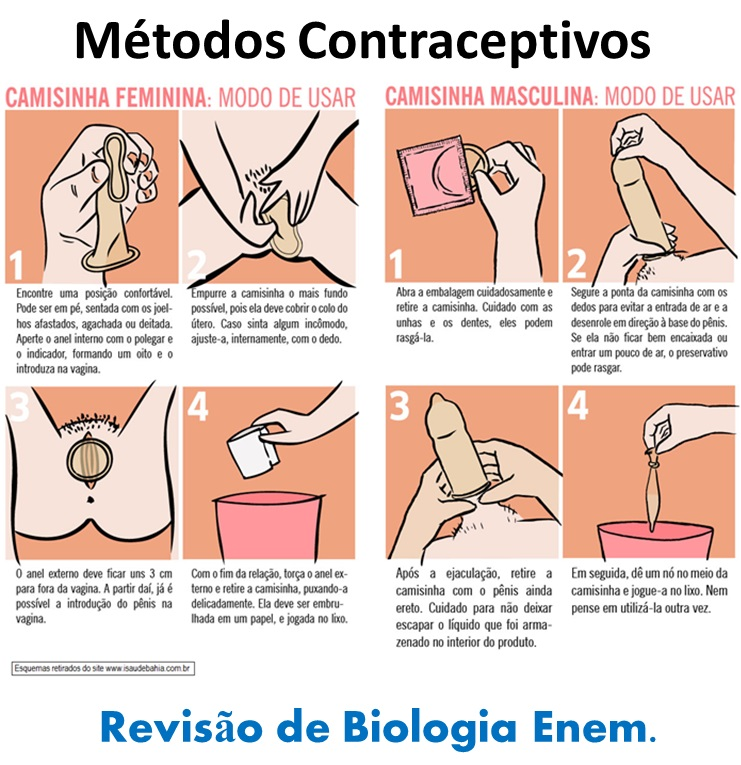 Métodos Contraceptivos
CAMISINHA FEMININA: MODO DE USAR
1
Encontre uma posição confortável.
Pode ser em pé, sentada com os joel-
hos afastados, agachada ou deitada.
Aperte o anel interno com o polegar e
o indicador, formando um oito e o
introduza na vagina.
2
Empurre a camisinha o mais fundo
possível, pois ela deve cobrir o colo do
útero. Caso sinta algum incômodo,
ajuste-a, internamente, com o dedo.
3
O anel externo deve ficar uns 3 cm
para fora da vagina. A partir daí, já é
possível a introdução do pênis na
vagina.
4
Com o fim da relação, torça o anel ex-
terno e retire a camisinha, puxando-a
delicadamente. Ela deve ser embru-
lhada em um papel, e jogada no lixo.
CAMISINHA MASCULINA: MODO DE USAR
1
Abra a embalagem cuidadosamente e
retire a camisinha. Cuidado com as
unhas e os dentes, eles podem
rasgá-la.
2
Segure a ponta da camisinha com os
dedos para evitar a entrada de ar e a
desenrole em direção à base do pênis.
Se ela não ficar bem encaixada ou
entrar um pouco de ar, o preservativo
pode rasgar.
3
Após a ejaculação, retire a
camisinha com o pênis ainda
ereto. Cuidado para não deixar
escapar o líquido que foi arma-
zenado no interior do produto.
4
Em seguida, dê um nó no meio da
camisinha e jogue-a no lixo. Nem
pense em utilizá-la outra vez.
Esquemas retirados do site www.isaudebahia.com.br
Revisão de Biologia Enem.